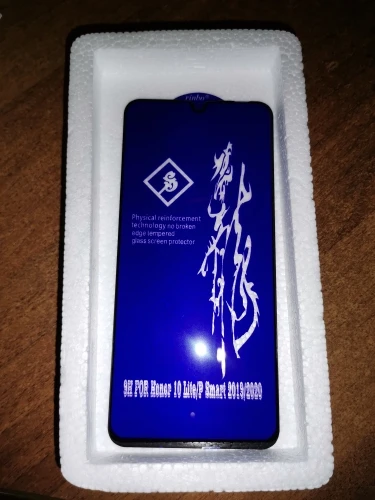 Physical reinforcement
technology no broken
edge tempered
glass screen protector
9H FOR Honor 10 Lite/P Smart 2019/2020